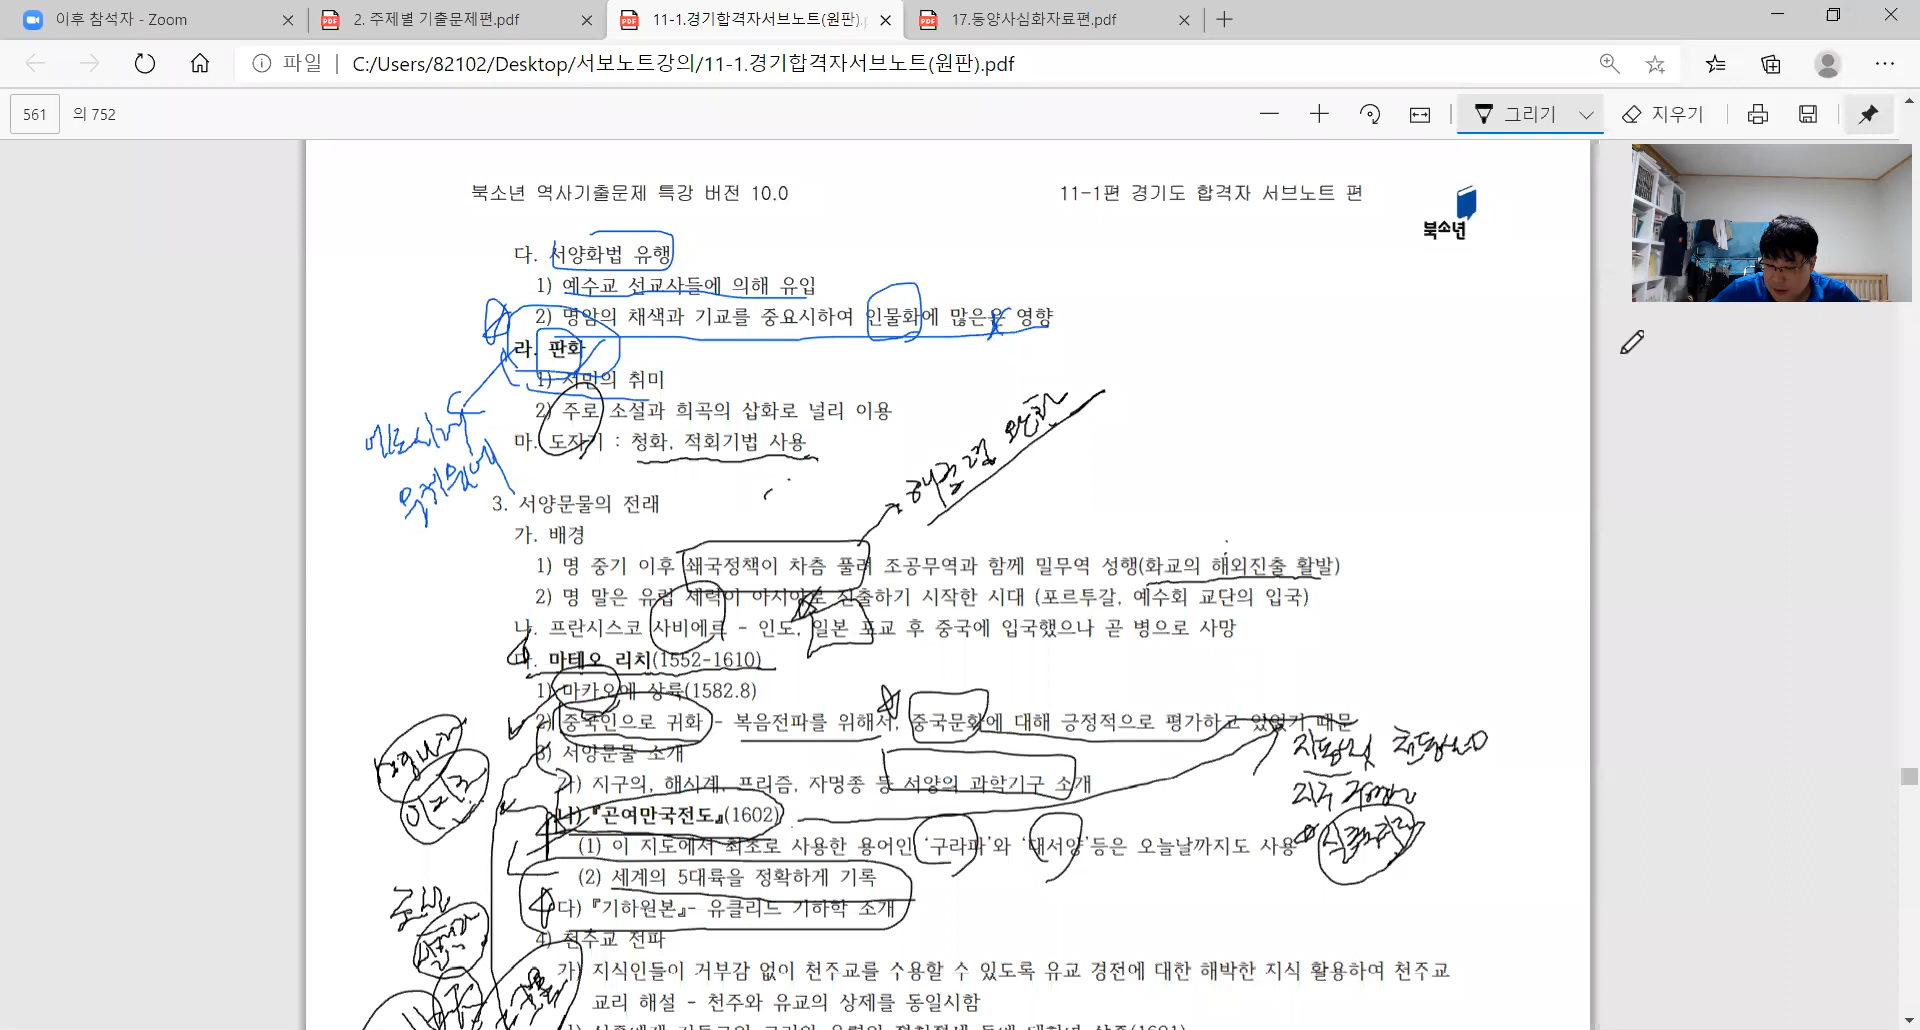 이후 참석자 - Zoom
2. 주제별 기출문제편.pdf
11-1.경기합격자서브노트(원판).p
17.동양사심화자료편.pdf
파일 | C:/Users/82102/Desktop/서보노트강의/11-1.경기합격자서브노트(원판).pdf
561 의 752
그리기
지우기
북소년 역사기출문제 특강 버전 10.0
11-1편 경기도 합격자 서브노트 편
북소년
다. 서양화법 유행
1) 예수교 선교사들에 의해 유입
2) 명암의 채색과 기교를 중요시하여 인물화에 많은 영향
라. 판화
1) 서민의 취미
2) 주로 소설과 희곡의 삽화로 널리 이용
마. 도자기 : 청화, 적회기법 사용
해금령 완화
3. 서양문물의 전래
가. 배경
1) 명 중기 이후 쇄국정책이 차츰 풀려 조공무역과 함께 밀무역 성행(화교의 해외진출 활발)
2) 명 말은 유럽 세력이 아시아로 진출하기 시작한 시대 (포르투갈, 예수회 교단의 입국)
나. 프란시스코 사비에르 - 인도, 일본 포교 후 중국에 입국했으나 곧 병으로 사망
다. 마테오 리치(1552-1610)
1) 마카오에 상륙(1582.8)
2) 중국인으로 귀화 - 복음전파를 위해서, 중국문화에 대해 긍정적으로 평가하고 있었기 때문
3) 서양문물 소개
가) 지구의, 해시계, 프리즘, 자명종 등 서양의 과학기구 소개
나) 『곤여만국전도』(1602)
(1) 이 지도에서 최초로 사용한 용어인 ‘구라파’와 ‘대서양’등은 오늘날까지도 사용
(2) 세계의 5대륙을 정확하게 기록
다) 『기하원본』- 유클리드 기하학 소개
4) 천주교 전파
가) 지식인들이 거부감 없이 천주교를 수용할 수 있도록 유교 경전에 대한 해박한 지식 활용하여 천주교
교리 해설 - 천주와 유교의 상제를 동일시함